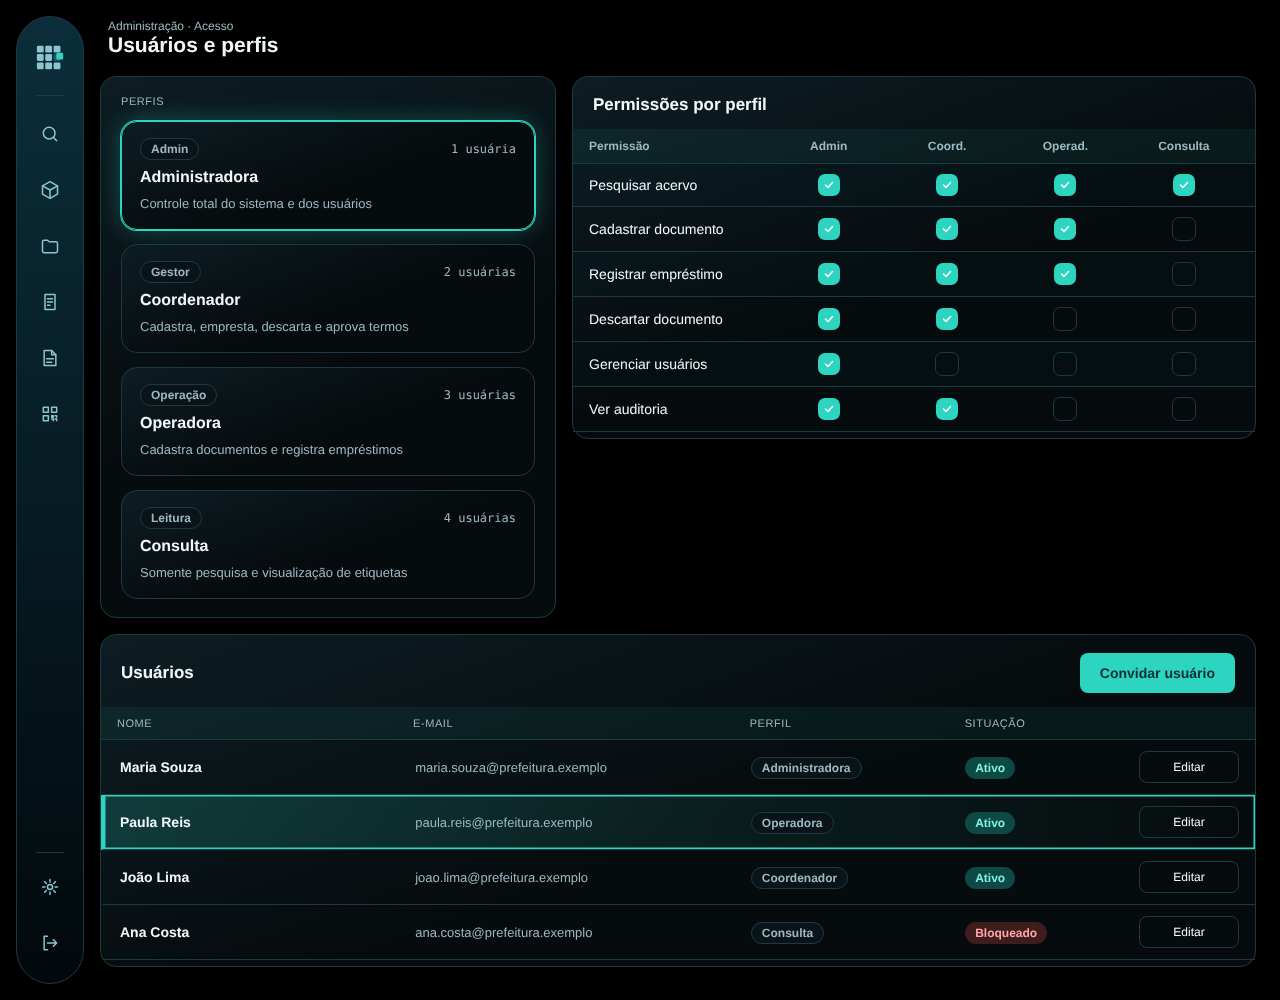 Administração · Acesso
Usuários e perfis
PERFIS
Admin 1 usuária
Administradora
Controle total do sistema e dos usuários
Gestor 2 usuárias
Coordenador
Cadastra, empresta, descarta e aprova termos
Operação 3 usuárias
Operadora
Cadastra documentos e registra empréstimos
Leitura 4 usuárias
Consulta
Somente pesquisa e visualização de etiquetas
Permissões por perfil
Permissão Admin Coord. Operad. Consulta
Pesquisar acervo
Cadastrar documento
Registrar empréstimo
Descartar documento
Gerenciar usuários
Ver auditoria
Usuários Convidar usuário
NOME E-MAIL PERFIL SITUAÇÃO
Maria Souza maria.souza@prefeitura.exemplo Administradora Ativo Editar
Paula Reis paula.reis@prefeitura.exemplo Operadora Ativo Editar
João Lima joao.lima@prefeitura.exemplo Coordenador Ativo Editar
Ana Costa ana.costa@prefeitura.exemplo Consulta Bloqueado Editar